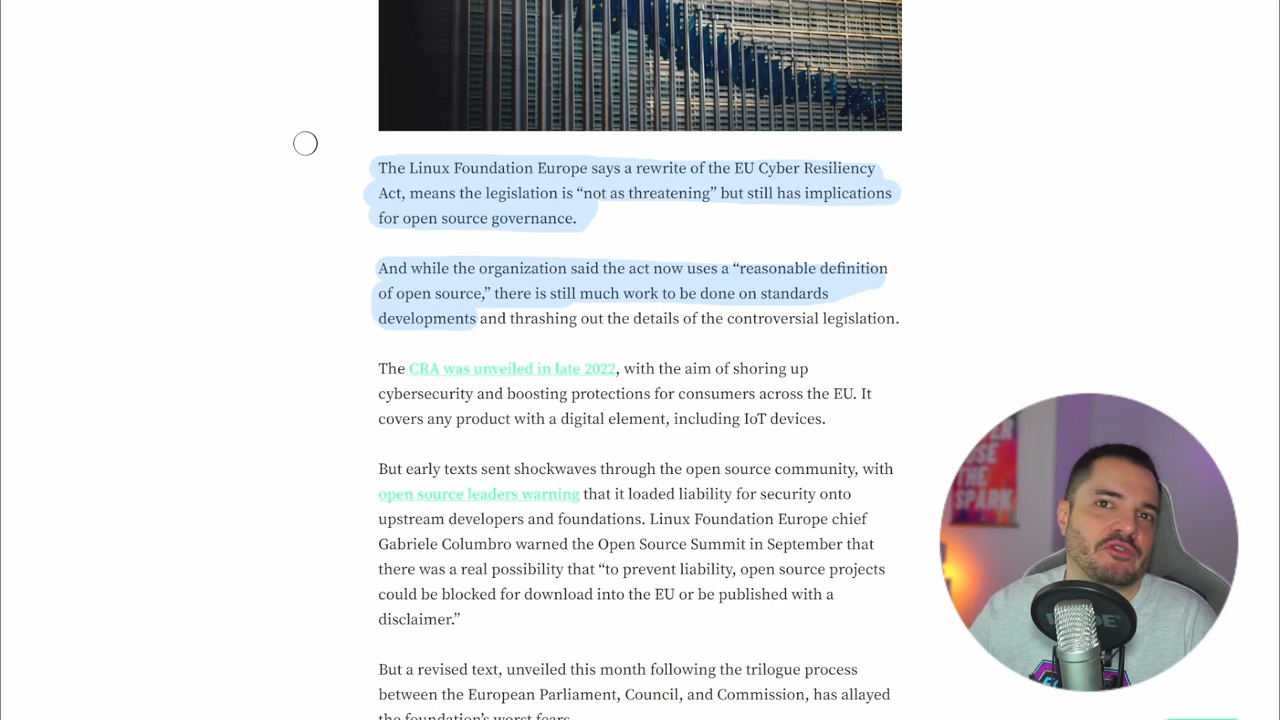 The Linux Foundation Europe says a rewrite of the EU Cyber Resiliency
Act, means the legislation is “not as threatening” but still has implications
for open source governance.
And while the organization said the act now uses a “reasonable definition
of open source,” there is still much work to be done on standards
developments and thrashing out the details of the controversial legislation.
The CRA was unveiled in late 2022, with the aim of shoring up
cybersecurity and boosting protections for consumers across the EU. It
covers any product with a digital element, including IoT devices.
But early texts sent shockwaves through the open source community, with
open source leaders warning that it loaded liability for security onto
upstream developers and foundations. Linux Foundation Europe chief
Gabriele Columbro warned the Open Source Summit in September that
there was a real possibility that “to prevent liability, open source projects
could be blocked for download into the EU or be published with a
disclaimer.”
But a revised text, unveiled this month following the trilogue process
between the European Parliament, Council, and Commission, has allayed
the foundation’s worst fears.
USE
THE
SPARK